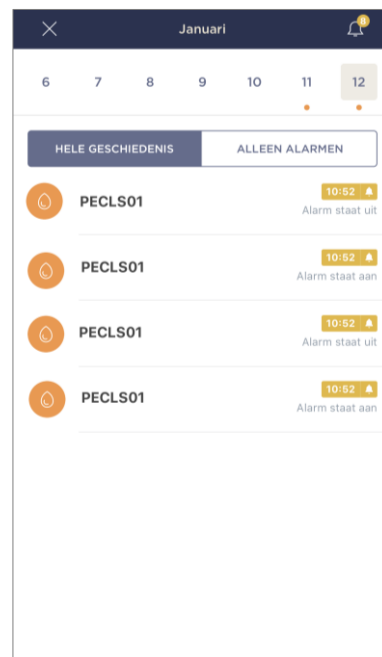 Januari
8
6 7 8 9 10 11 12
HELE GESCHIEDENIS ALLEEN ALARMEN
PECLS01 10:52
Alarm staat uit
PECLS01 10:52
Alarm staat aan
PECLS01 10:52
Alarm staat uit
PECLS01 10:52
Alarm staat aan